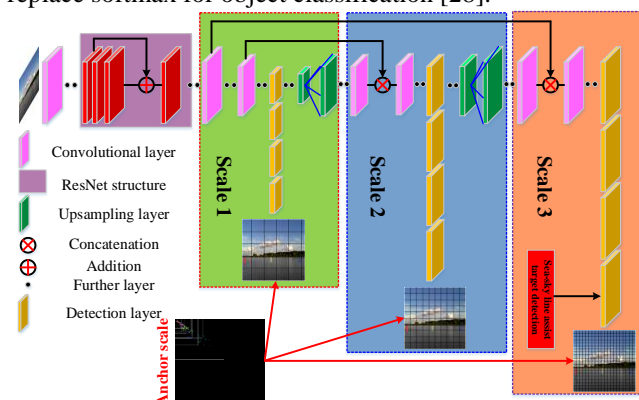 replace softmax for object classification [28].
Convolutional layer
ResNet structure
Upsampling layer
Concatenation
Addition
Further layer
Detection layer
Scale 1
Scale 2
Scale 3
Anchor scale
Sea-sky line assist
target detection